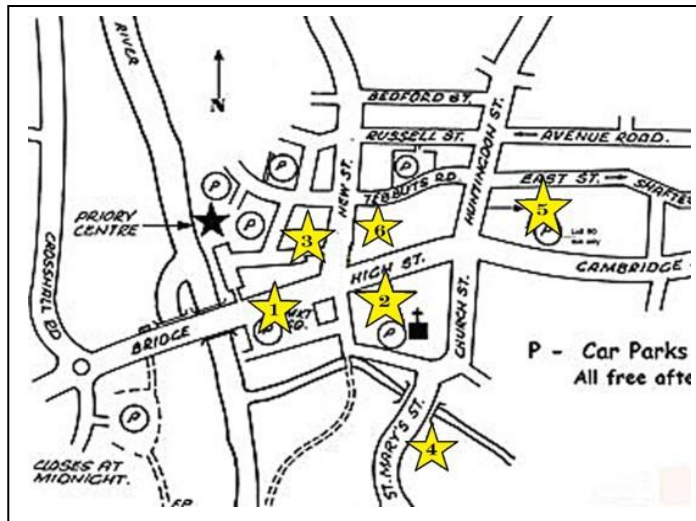 RIVER
N
BEDFORD ST.
RUSSELL ST.
AVENUE ROAD.
HUNTINGDON ST.
NEW ST.
TEBBUTS RD.
EAST ST.
P
P
P
P
P
PRIORY
CENTRE
3
6
5
HIGH ST.
CAMBRIDGE
CROSSHALL RD
1
2
P
P
BRIDGE
CHURCH ST.
P - Car Parks
All free afte
P
ST. MARY'S ST.
4
CLOSES AT
MIDNIGHT.